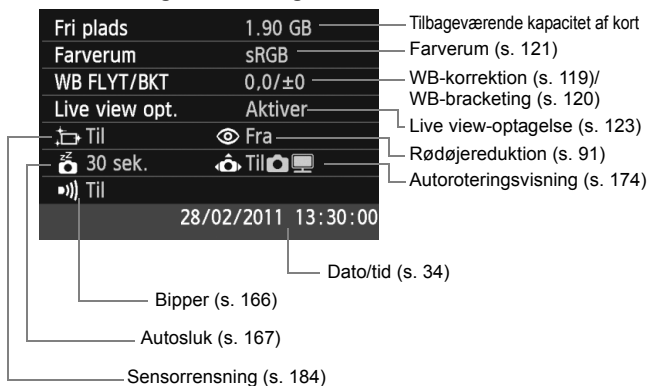 Fri plads 1.90 GB
Farverum sRGB
WB FLYT/BKT 0,0/±0
Live view opt. Aktiver
Til Fra
30 sek. Til
Til
28/02/2011 13:30:00
Tilbageværende kapacitet af kort
Farverum (s. 121)
WB-korrektion (s. 119)/
WB-bracketing (s. 120)
Live view-optagelse (s. 123)
Rødøjereduktion (s. 91)
Autoroteringsvisning (s. 174)
Dato/tid (s. 34)
Bipper (s. 166)
Autosluk (s. 167)
Sensorrensning (s. 184)